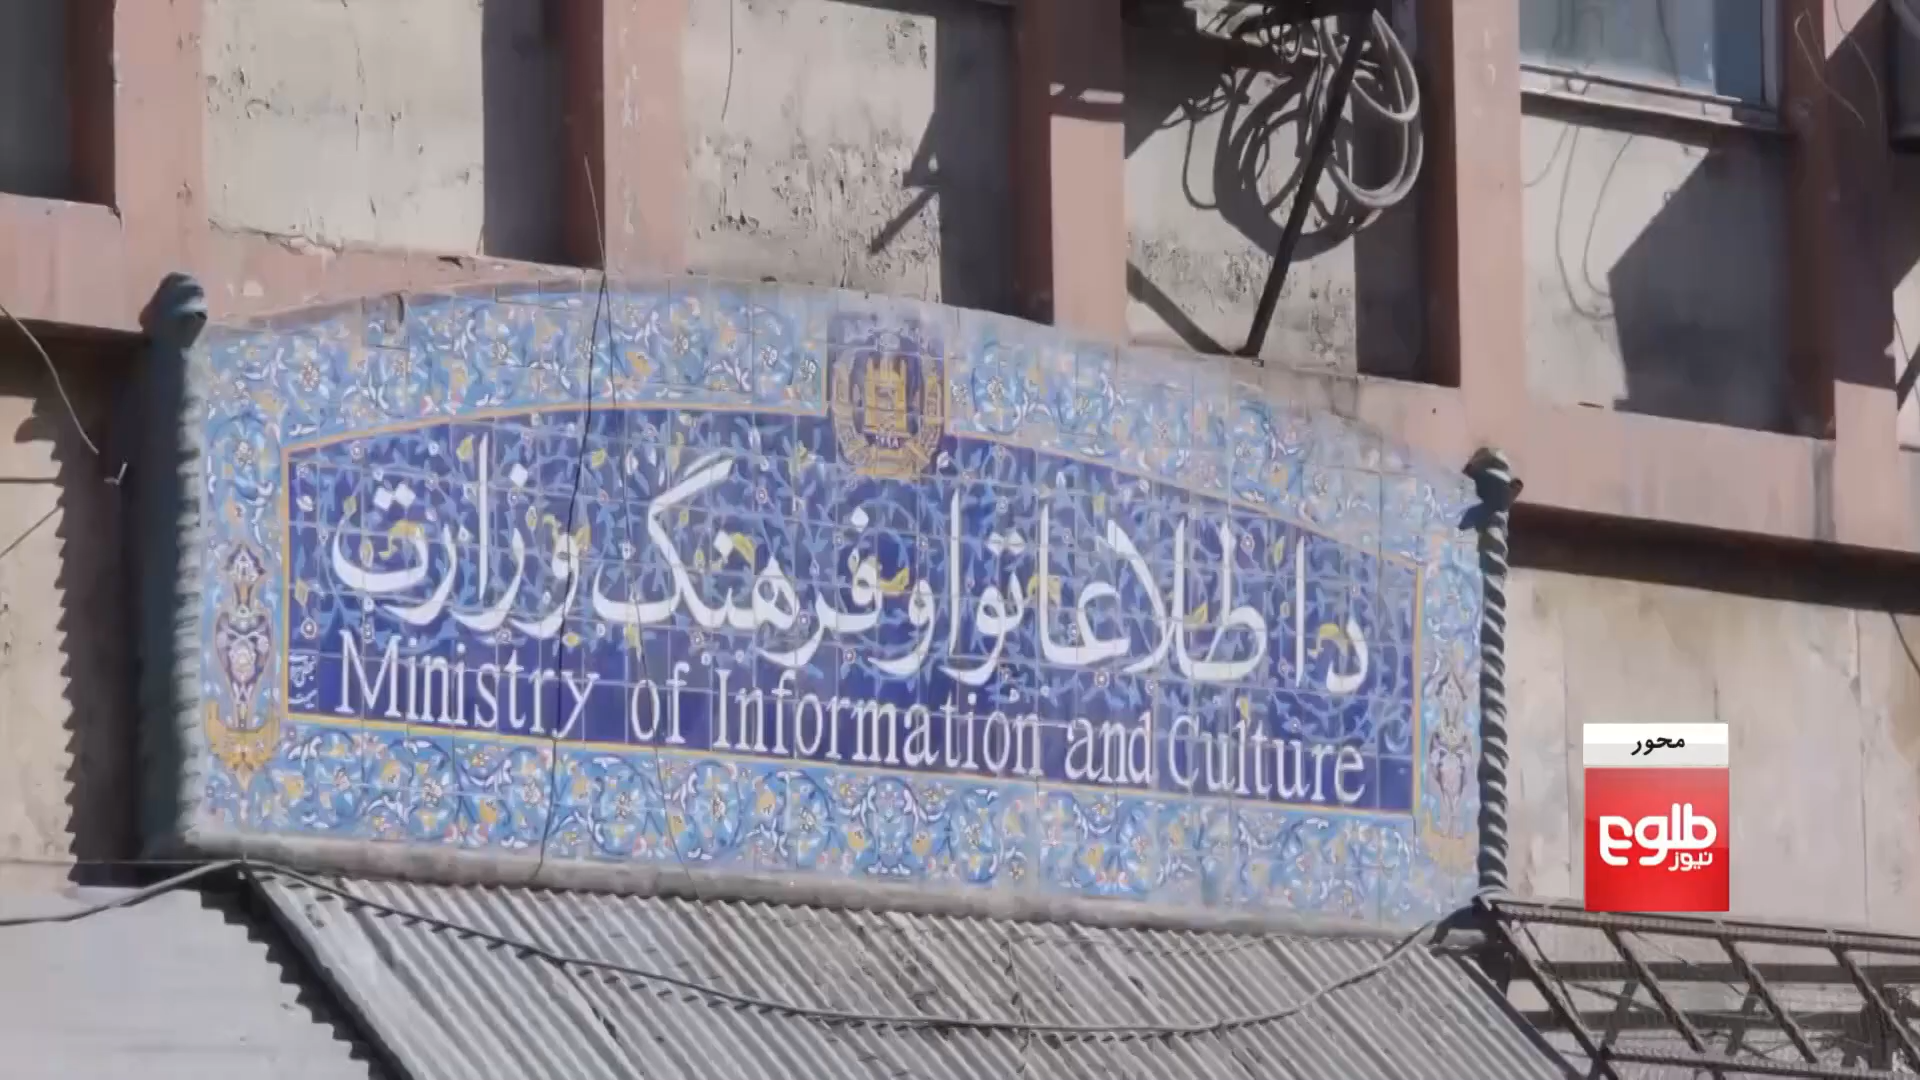 د اطلاعاتو او فرهنگ وزارت
Ministry of Information and Culture
محور
طلوع
نیوز